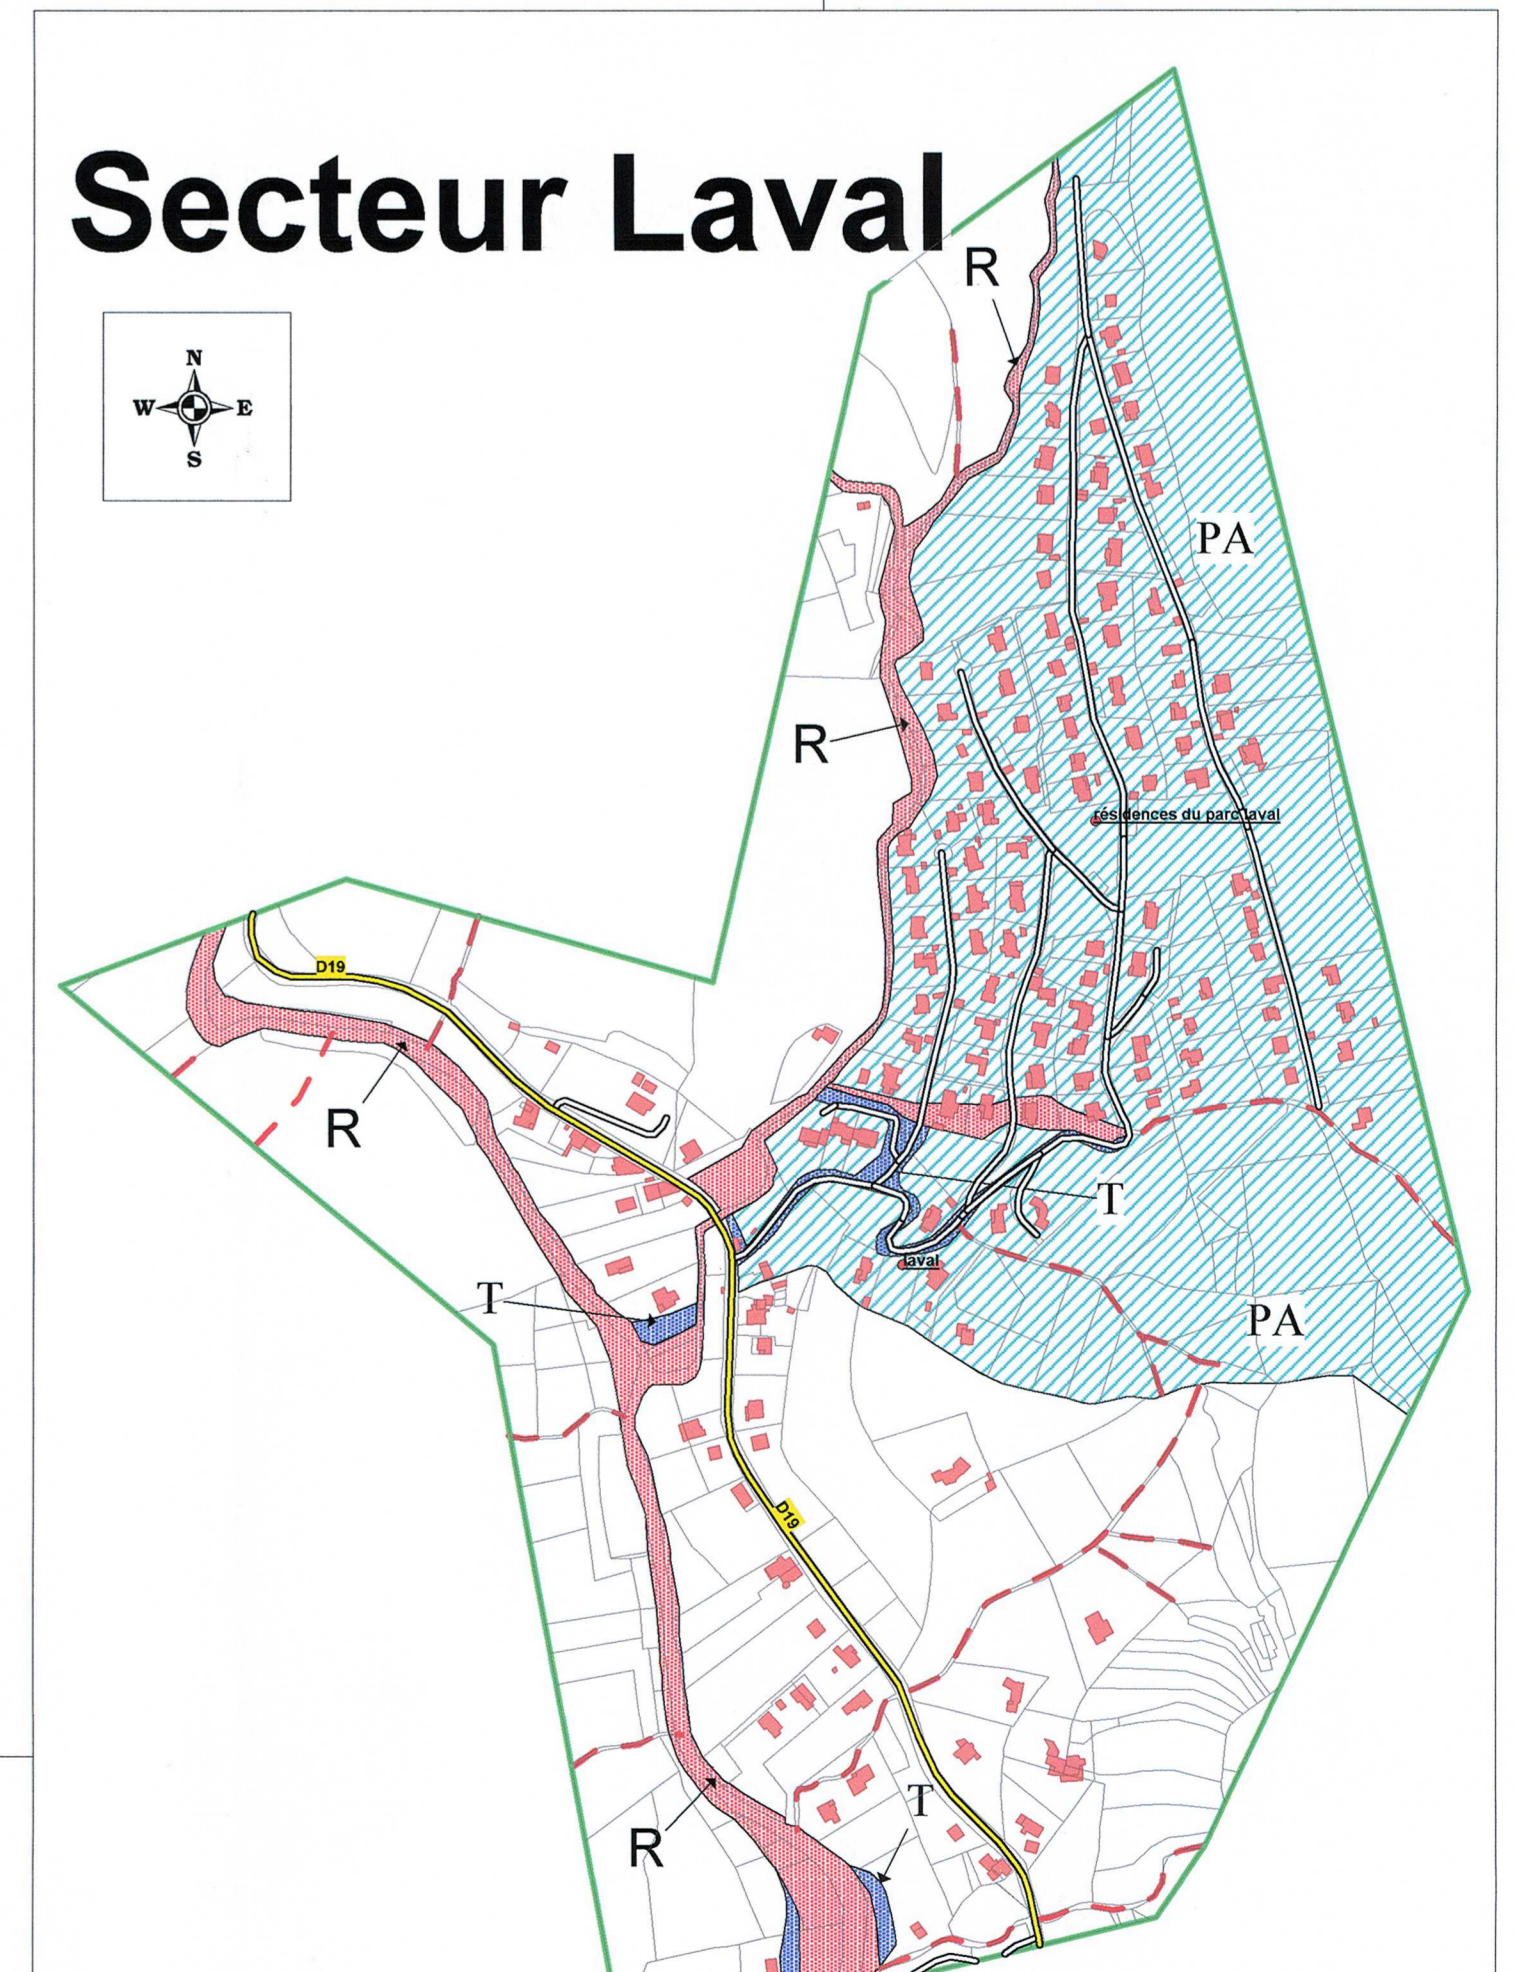 Secteur Laval
R
N
W E
S
PA
R
résidences du parc laval
D19
R
T
T
laval
PA
D19
T
R